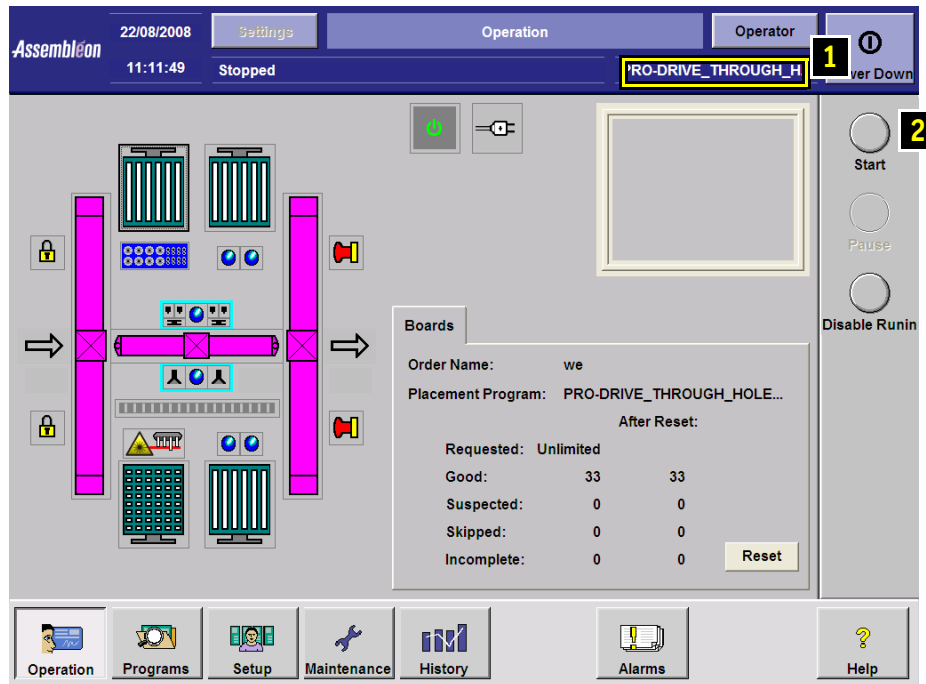 Assembléon
22/08/2008
Settings
Operation
Operator
1
11:11:49
Stopped
PRO-DRIVE_THROUGH_H
ver Down
2
Start
Pause
Disable Runin
Boards
Order Name: we
Placement Program: PRO-DRIVE_THROUGH_HOLE...
After Reset:
Requested: Unlimited
Good: 33 33
Suspected: 0 0
Skipped: 0 0
Incomplete: 0 0
Reset
Operation
Programs
Setup
Maintenance
History
Alarms
Help